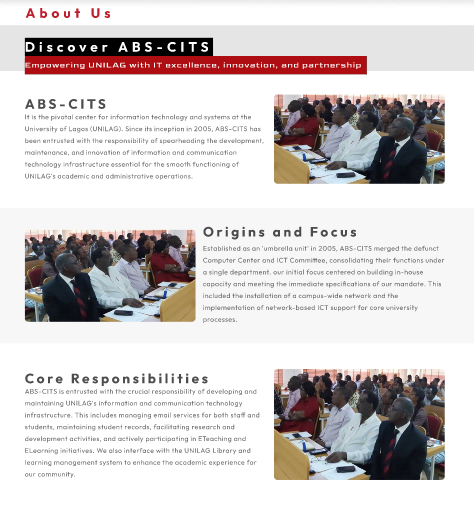 About Us
Discover ABS-CITS
Empowering UNILAG with IT excellence, innovation, and partnership
ABS-CITS
It is the pivotal center for information technology and systems at the
University of Lagos (UNILAG). Since its inception in 2005, ABS-CITS has
been entrusted with the responsibility of spearheading the development,
maintenance, and innovation of information and communication
technology infrastructure essential for the smooth functioning of
UNILAG's academic and administrative operations.
Origins and Focus
Established as an 'umbrella unit' in 2005, ABS-CITS merged the defunct
Computer Center and ICT Committee, consolidating their functions under
a single department. our initial focus centered on building in-house
capacity and meeting the immediate specifications of our mandate. This
included the installation of a campus-wide network and the
implementation of network-based ICT support for core university
processes.
Core Responsibilities
ABS-CITS is entrusted with the crucial responsibility of developing and
maintaining UNILAG's information and communication technology
infrastructure. This includes managing email services for both staff and
students, maintaining student records, facilitating research and
development activities, and actively participating in ETeaching and
ELearning initiatives. We also interface with the UNILAG Library and
learning management system to enhance the academic experience for
our community.